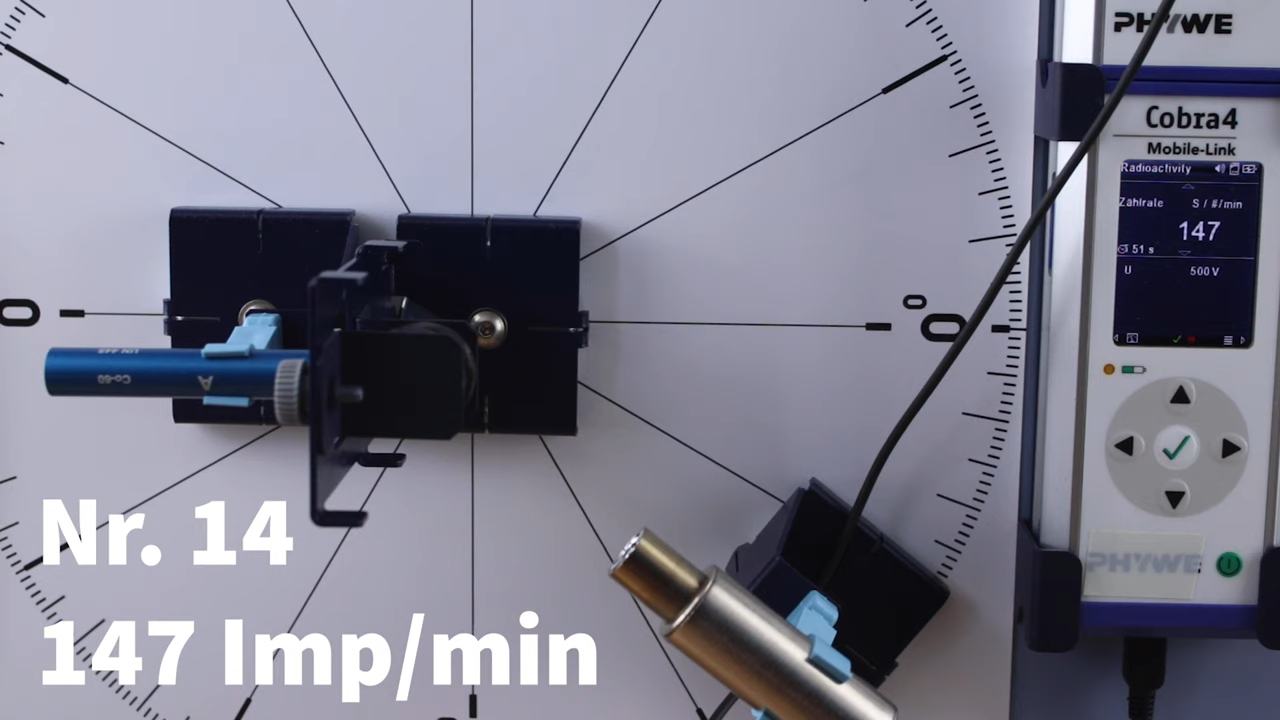 PHYWE
Cobra4
Mobile-Link
Radioactivity
Zählrate S / #/min
147
51 s
U 500 V
0
°0
Co-60
A
PHYWE
Nr. 14
147 Imp/min